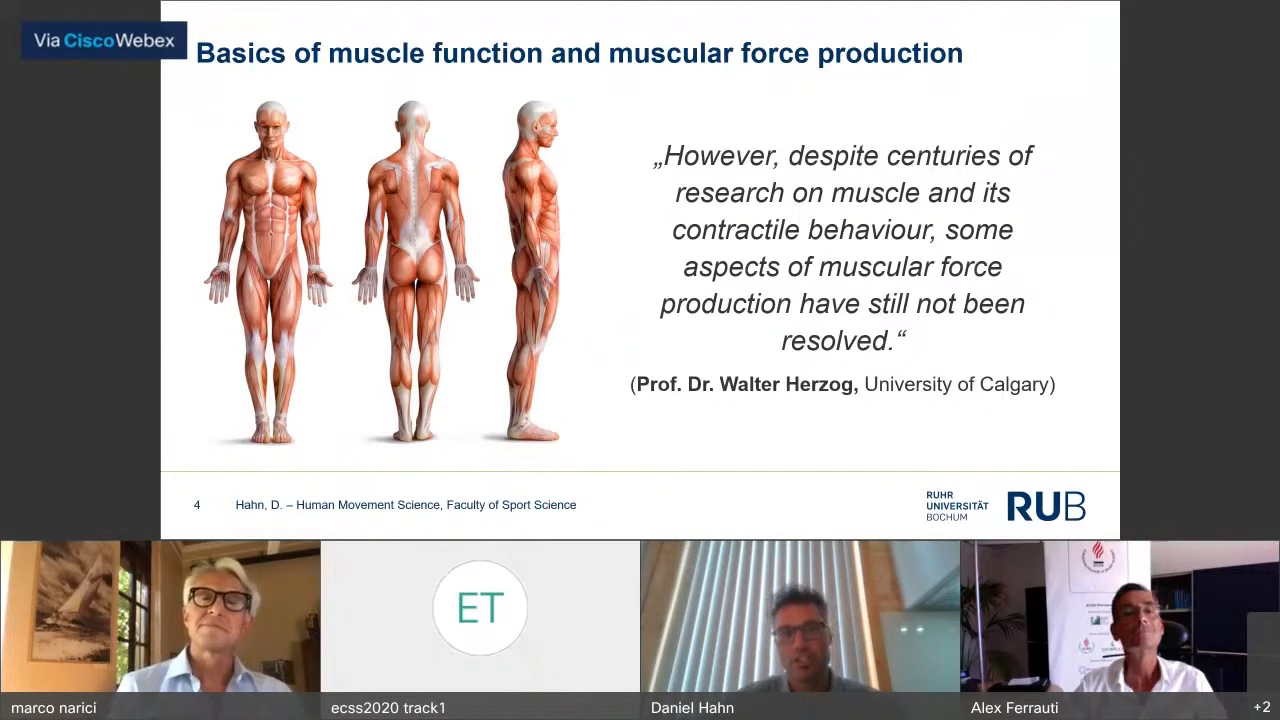 Via Cisco Webex
Basics of muscle function and muscular force production
„However, despite centuries of
research on muscle and its
contractile behaviour, some
aspects of muscular force
production have still not been
resolved.“
(Prof. Dr. Walter Herzog, University of Calgary)
4 Hahn, D. – Human Movement Science, Faculty of Sport Science
RUHR
UNIVERSITÄT
BOCHUM
RUB
ET
marco narici
ecss2020 track1
Daniel Hahn
Alex Ferrauti
+2